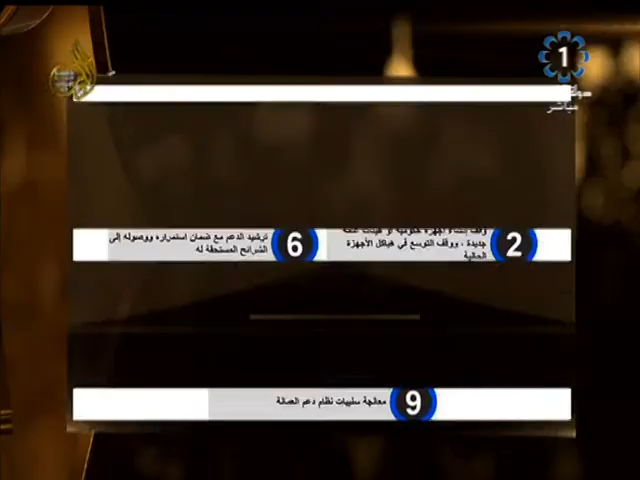 1
مباشر
2
جديدة ، ووقف التوسع في هياكل الأجهزة
الحالية
6
ترشيد الدعم مع ضمان استمراره ووصوله إلى
الشرائح المستحقة له
9
معالجة سلبيات نظام دعم العمالة